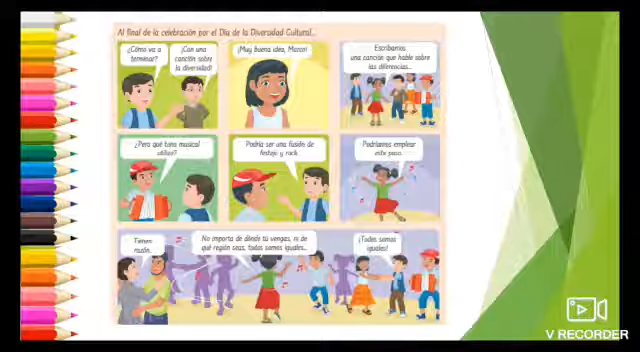 Al final de la celebración por el Día de la Diversidad Cultural...
¿Cómo va a
terminar?
¡Con una
canción sobre
la diversidad!
¡Muy buena idea, Marco!
Escribamos
una canción que hable sobre
las diferencias...
¿Pero qué tono musical
utilizo?
Podría ser una fusión de
festejo y rock.
Podríamos emplear
este paso.
Tienen
razón.
No importa de dónde tú vengas, ni de
qué región seas, todos somos iguales...
¡Todos somos
iguales!
V RECORDER